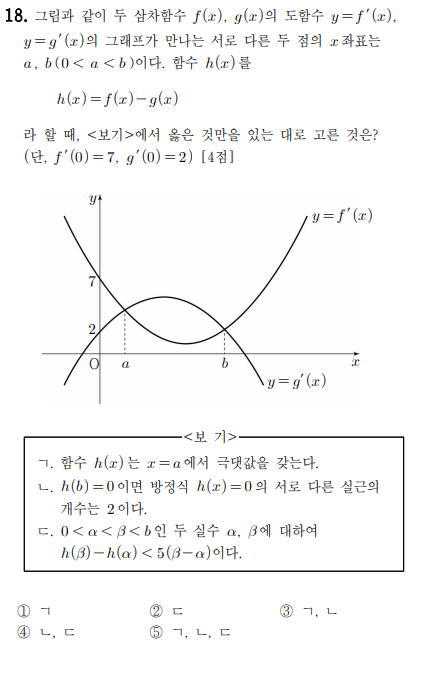 18. 그림과 같이 두 삼차함수 f(x), g(x)의 도함수 y=f′(x),
y=g′(x)의 그래프가 만나는 서로 다른 두 점의 x좌표는
a, b(0<a<b)이다. 함수 h(x)를
h(x)=f(x)-g(x)
라 할 때, <보기>에서 옳은 것만을 있는 대로 고른 것은?
(단, f′(0)=7, g′(0)=2) [4점]
y
y=f′(x)
7
2
O a b x
y=g′(x)
<보 기>
ㄱ. 함수 h(x)는 x=a에서 극댓값을 갖는다.
ㄴ. h(b)=0이면 방정식 h(x)=0의 서로 다른 실근의
개수는 2이다.
ㄷ. 0<α<β<b인 두 실수 α, β에 대하여
h(β)-h(α)<5(β-α)이다.
① ㄱ ② ㄷ ③ ㄱ, ㄴ
④ ㄴ, ㄷ ⑤ ㄱ, ㄴ, ㄷ